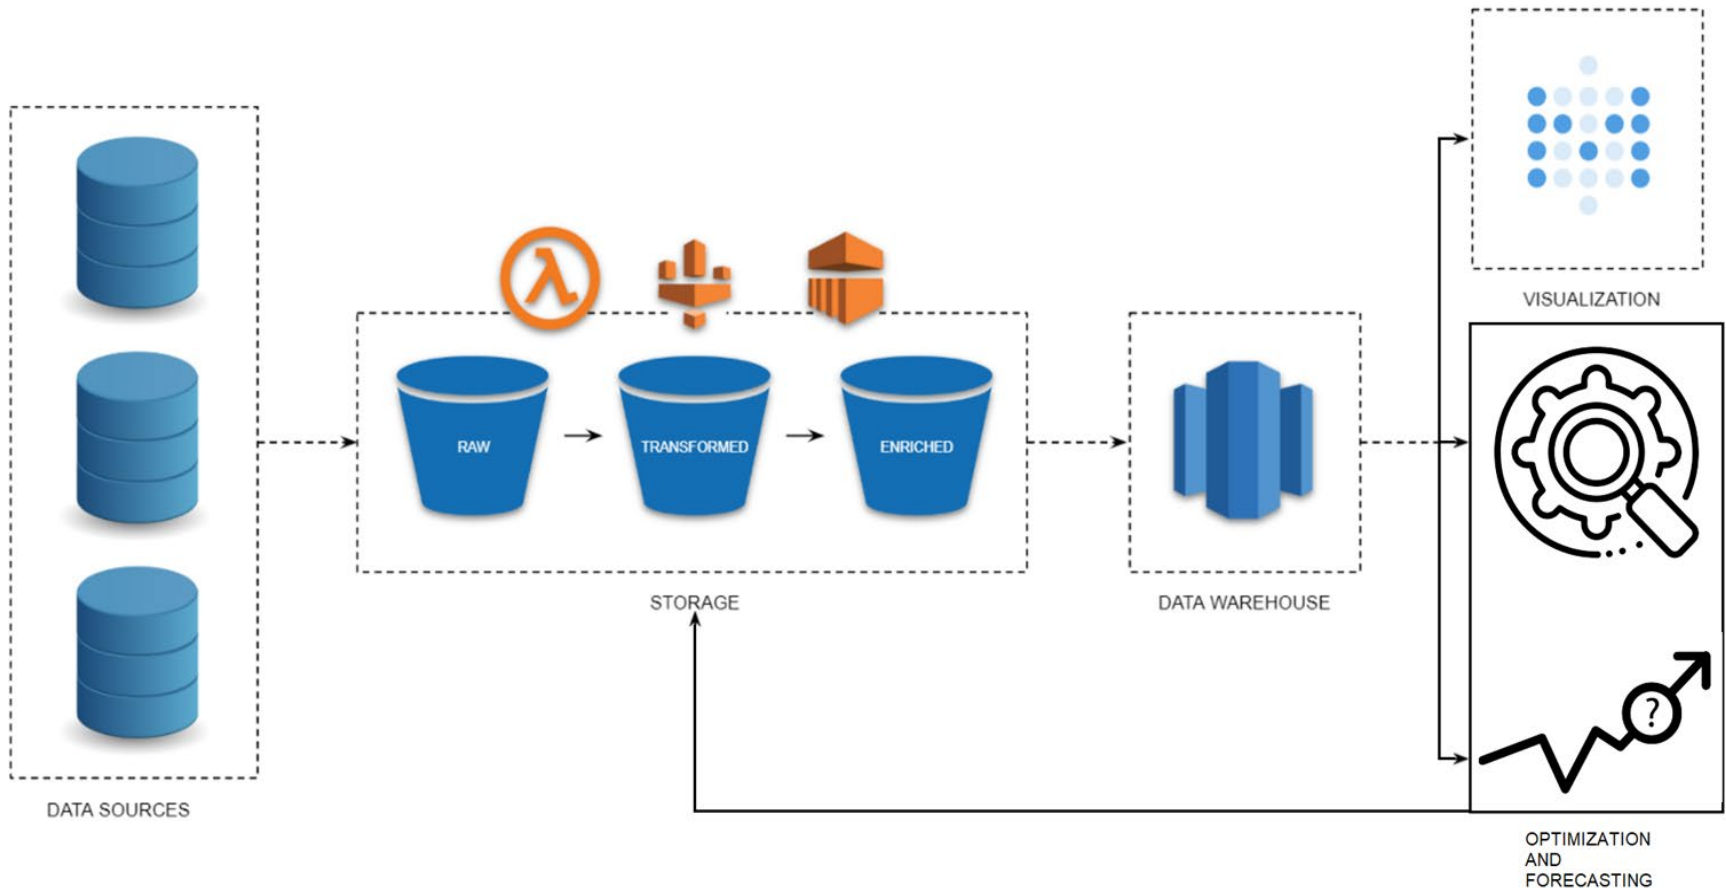 VISUALIZATION
RAW
TRANSFORMED
ENRICHED
STORAGE
DATA WAREHOUSE
?
DATA SOURCES
OPTIMIZATION
AND
FORECASTING